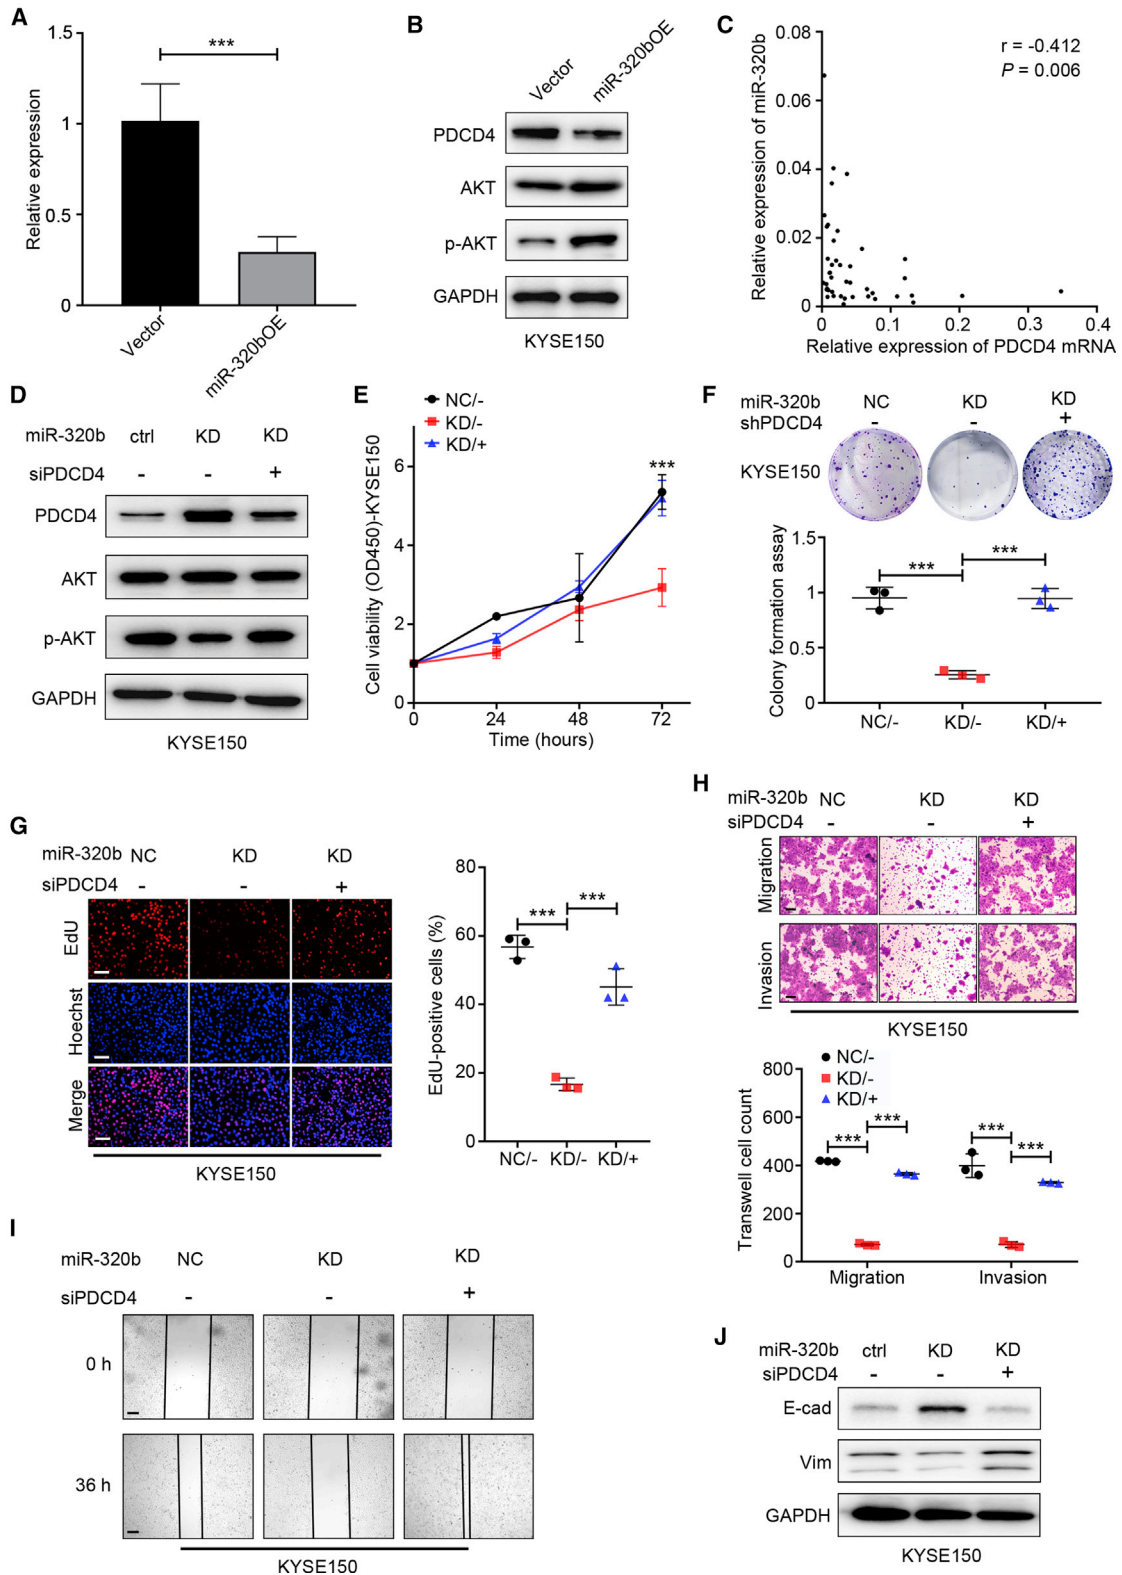 A
1.5
1
0.5
0
Relative expression
***
Vector
miR-320bOE
B
Vector
miR-320bOE
PDCD4
AKT
p-AKT
GAPDH
KYSE150
C
r = -0.412
P = 0.006
0.08
0.06
0.04
0.02
0
Relative expression of miR-320b
0 0.1 0.2 0.3 0.4
Relative expression of PDCD4 mRNA
D
miR-320b ctrl KD KD
siPDCD4 - - +
PDCD4
AKT
p-AKT
GAPDH
KYSE150
E
NC/-
KD/-
KD/+
***
6
4
2
0
Cell viability (OD450)-KYSE150
0 24 48 72
Time (hours)
F
miR-320b NC KD KD
shPDCD4 - - +
KYSE150
1.5
1
0.5
0
Colony formation assay
*** ***
NC/- KD/- KD/+
G
miR-320b NC KD KD
siPDCD4 - - +
EdU
Hoechst
Merge
KYSE150
80
60
40
20
0
EdU-positive cells (%)
*** ***
NC/- KD/- KD/+
H
miR-320b NC KD KD
siPDCD4 - - +
Migration
Invasion
KYSE150
NC/-
KD/-
KD/+
800
600
400
200
0
Transwell cell count
*** *** *** ***
Migration Invasion
I
miR-320b NC KD KD
siPDCD4 - - +
0 h
36 h
KYSE150
J
miR-320b ctrl KD KD
siPDCD4 - - +
E-cad
Vim
GAPDH
KYSE150